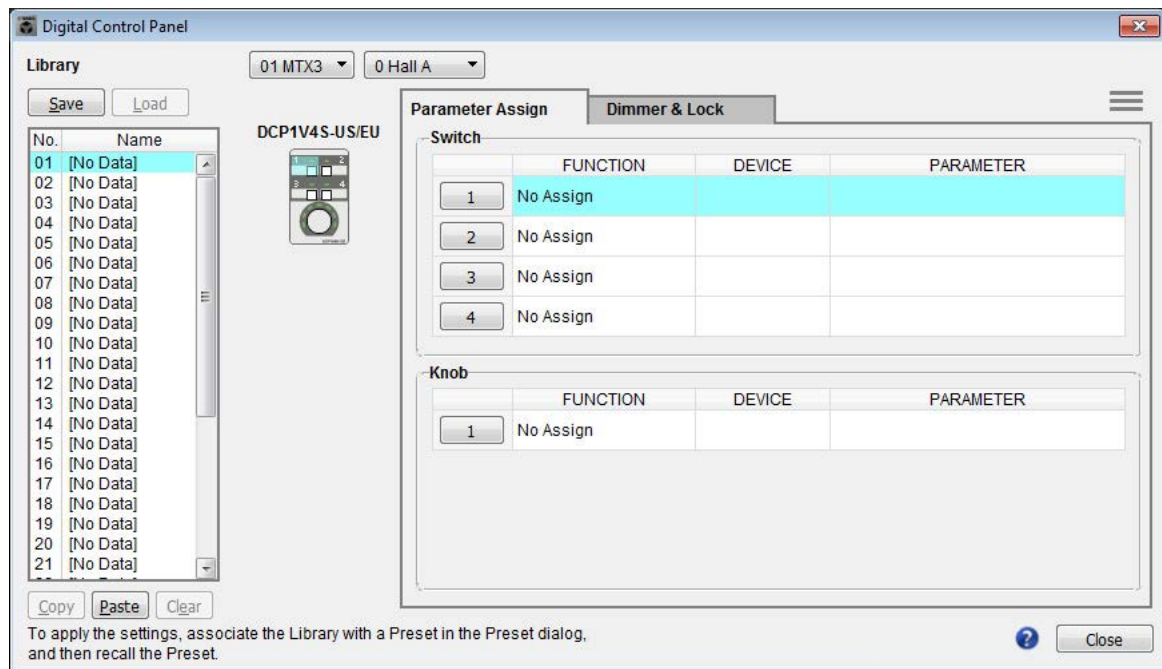 Digital Control Panel
Library
01 MTX3
0 Hall A
Save
Load
No. Name
01 [No Data]
02 [No Data]
03 [No Data]
04 [No Data]
05 [No Data]
06 [No Data]
07 [No Data]
08 [No Data]
09 [No Data]
10 [No Data]
11 [No Data]
12 [No Data]
13 [No Data]
14 [No Data]
15 [No Data]
16 [No Data]
17 [No Data]
18 [No Data]
19 [No Data]
20 [No Data]
21 [No Data]
Copy
Paste
Clear
DCP1V4S-US/EU
1 - - 2
3 - - 4
Parameter Assign
Dimmer & Lock
Switch
FUNCTION DEVICE PARAMETER
1 No Assign
2 No Assign
3 No Assign
4 No Assign
Knob
FUNCTION DEVICE PARAMETER
1 No Assign
To apply the settings, associate the Library with a Preset in the Preset dialog,
and then recall the Preset.
?
Close